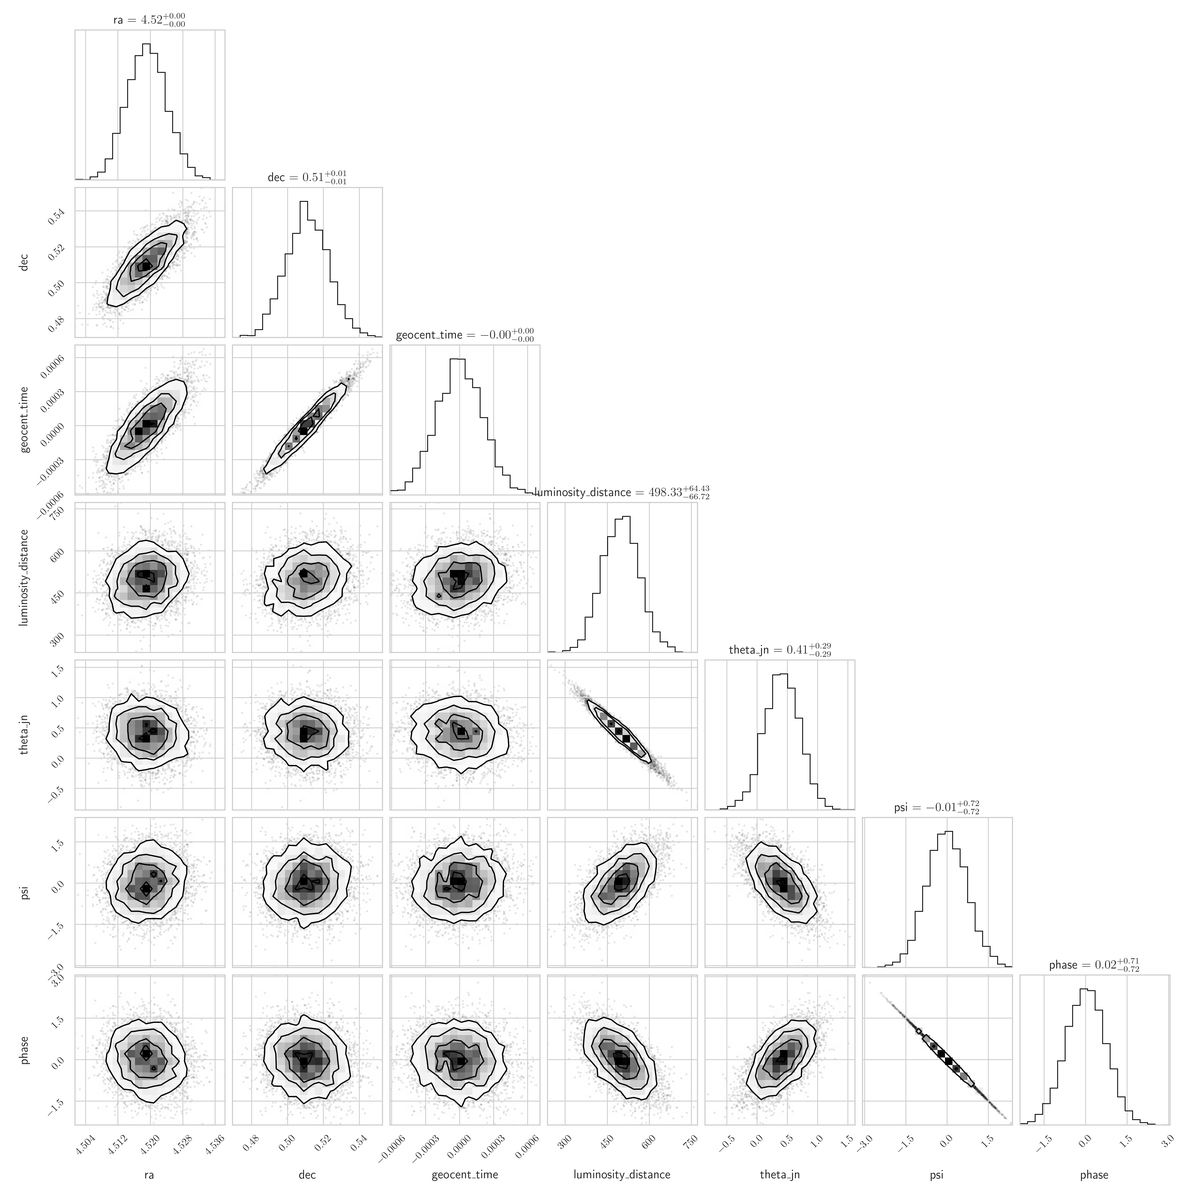 ra = 4.52+0.00−0.00
dec = 0.51+0.01−0.01
dec
0.54
0.52
0.50
0.48
geocent_time = −0.00+0.00−0.00
geocent_time
0.0006
0.0003
0.0000
−0.0003
−0.0006
luminosity_distance = 498.33+64.43−66.72
luminosity_distance
750
600
450
300
theta_jn = 0.41+0.29−0.29
theta_jn
1.5
1.0
0.5
0.0
−0.5
psi = −0.01+0.72−0.72
psi
1.5
0.0
−1.5
−3.0
phase = 0.02+0.71−0.72
phase
3.0
1.5
0.0
−1.5
4.504 4.512 4.520 4.528 4.536 0.48 0.50 0.52 0.54 −0.0006 −0.0003 0.0000 0.0003 0.0006 300 450 600 750 −0.5 0.0 0.5 1.0 1.5 −3.0 −1.5 0.0 1.5 −1.5 0.0 1.5 3.0
ra dec geocent_time luminosity_distance theta_jn psi phase